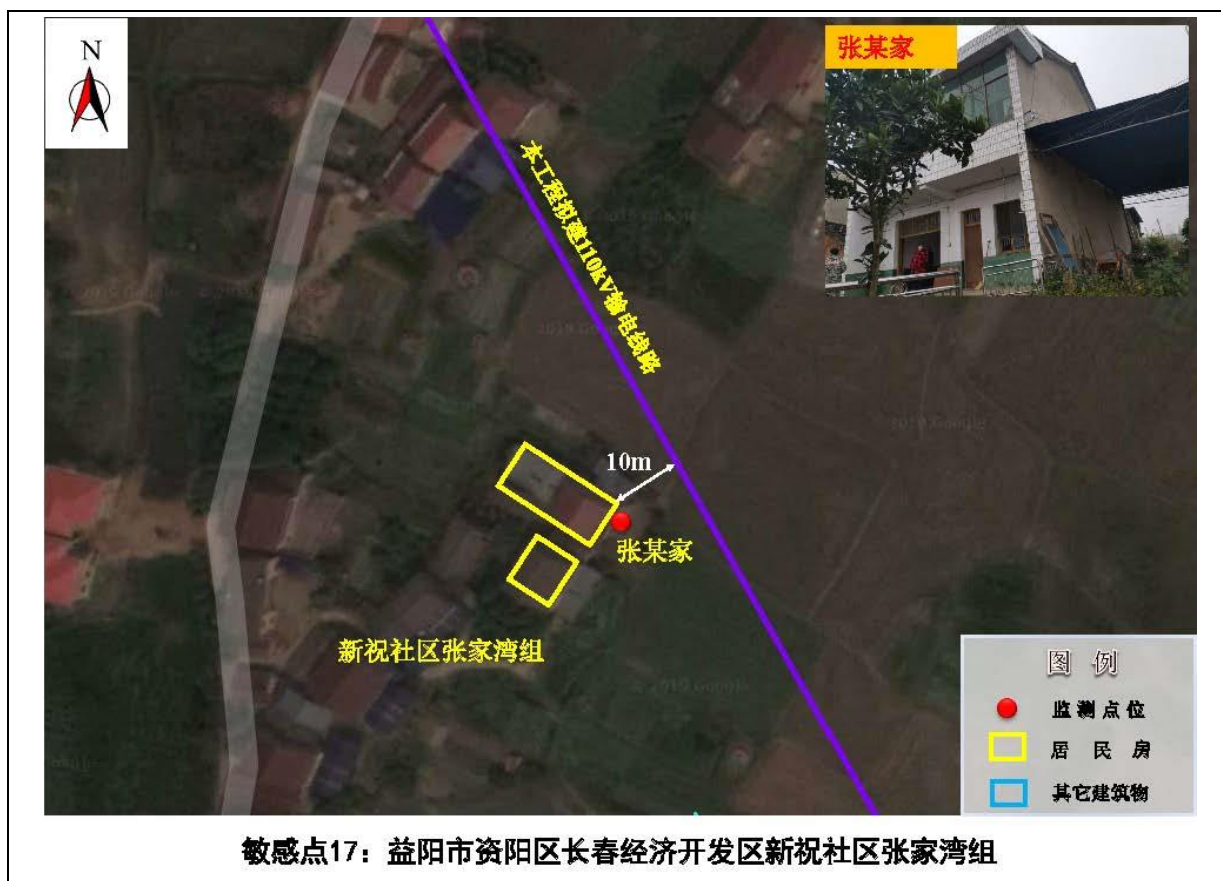 N
张某家
本工程拟建110kV输电线路
10m
张某家
新祝社区张家湾组
图 例
监测点位
居 民 房
其它建筑物
敏感点17：益阳市资阳区长春经济开发区新祝社区张家湾组